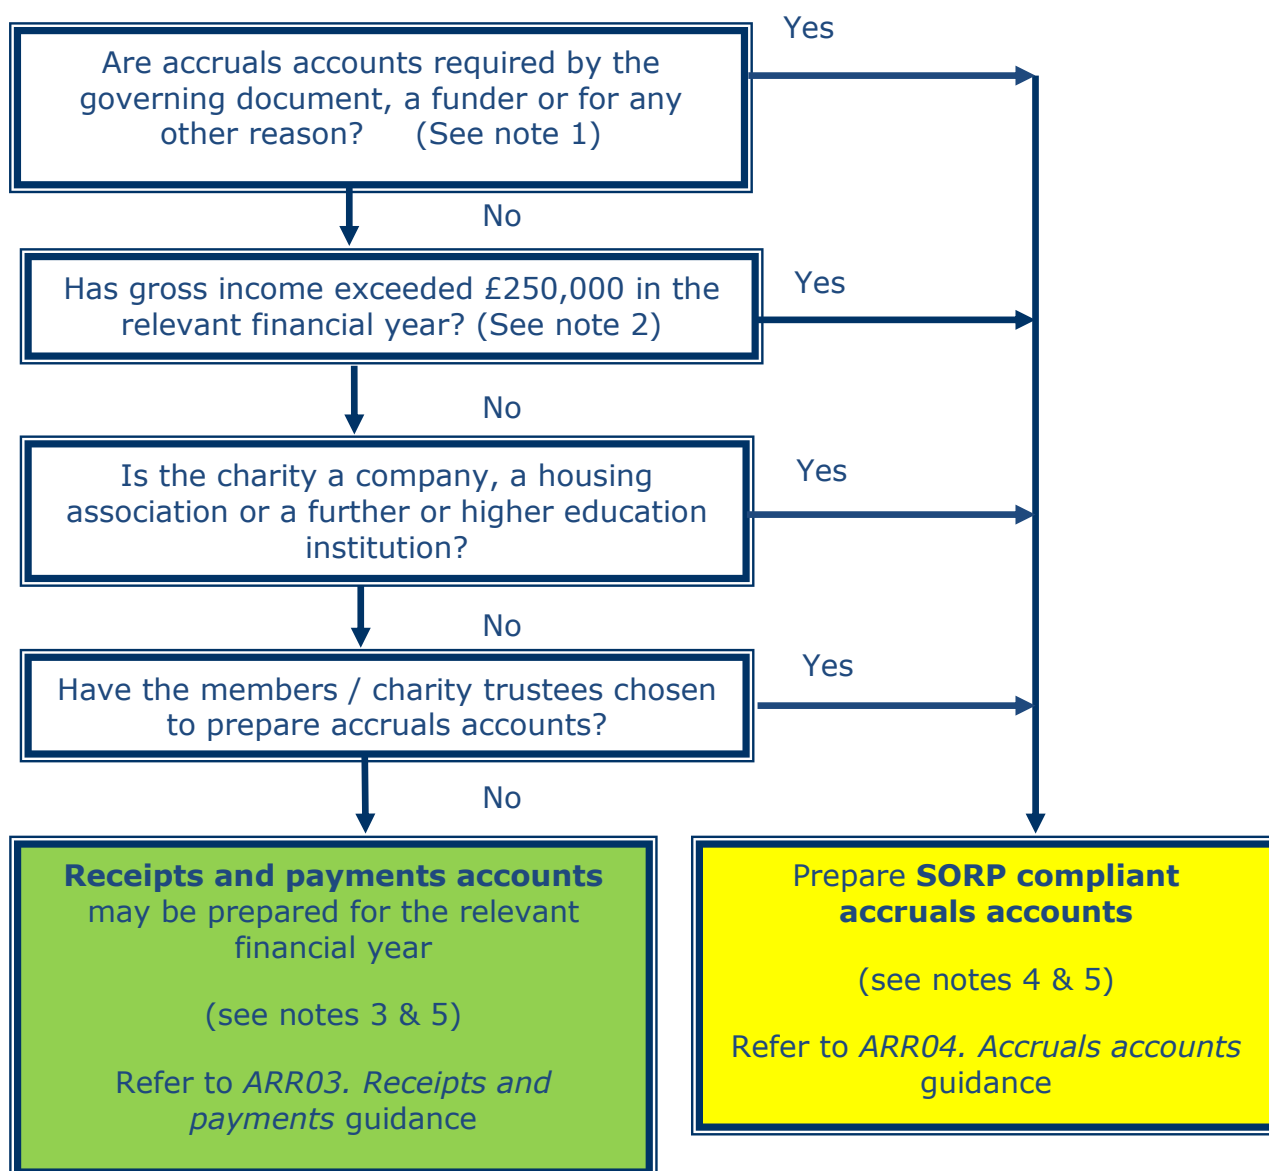 Yes
Are accruals accounts required by the
governing document, a funder or for any
other reason? (See note 1)
No
Has gross income exceeded £250,000 in the
relevant financial year? (See note 2)
Yes
No
Is the charity a company, a housing
association or a further or higher education
institution?
Yes
No
Have the members / charity trustees chosen
to prepare accruals accounts?
Yes
No
Receipts and payments accounts
may be prepared for the relevant
financial year
(see notes 3 & 5)
Refer to ARR03. Receipts and
payments guidance
Prepare SORP compliant
accruals accounts
(see notes 4 & 5)
Refer to ARR04. Accruals accounts
guidance